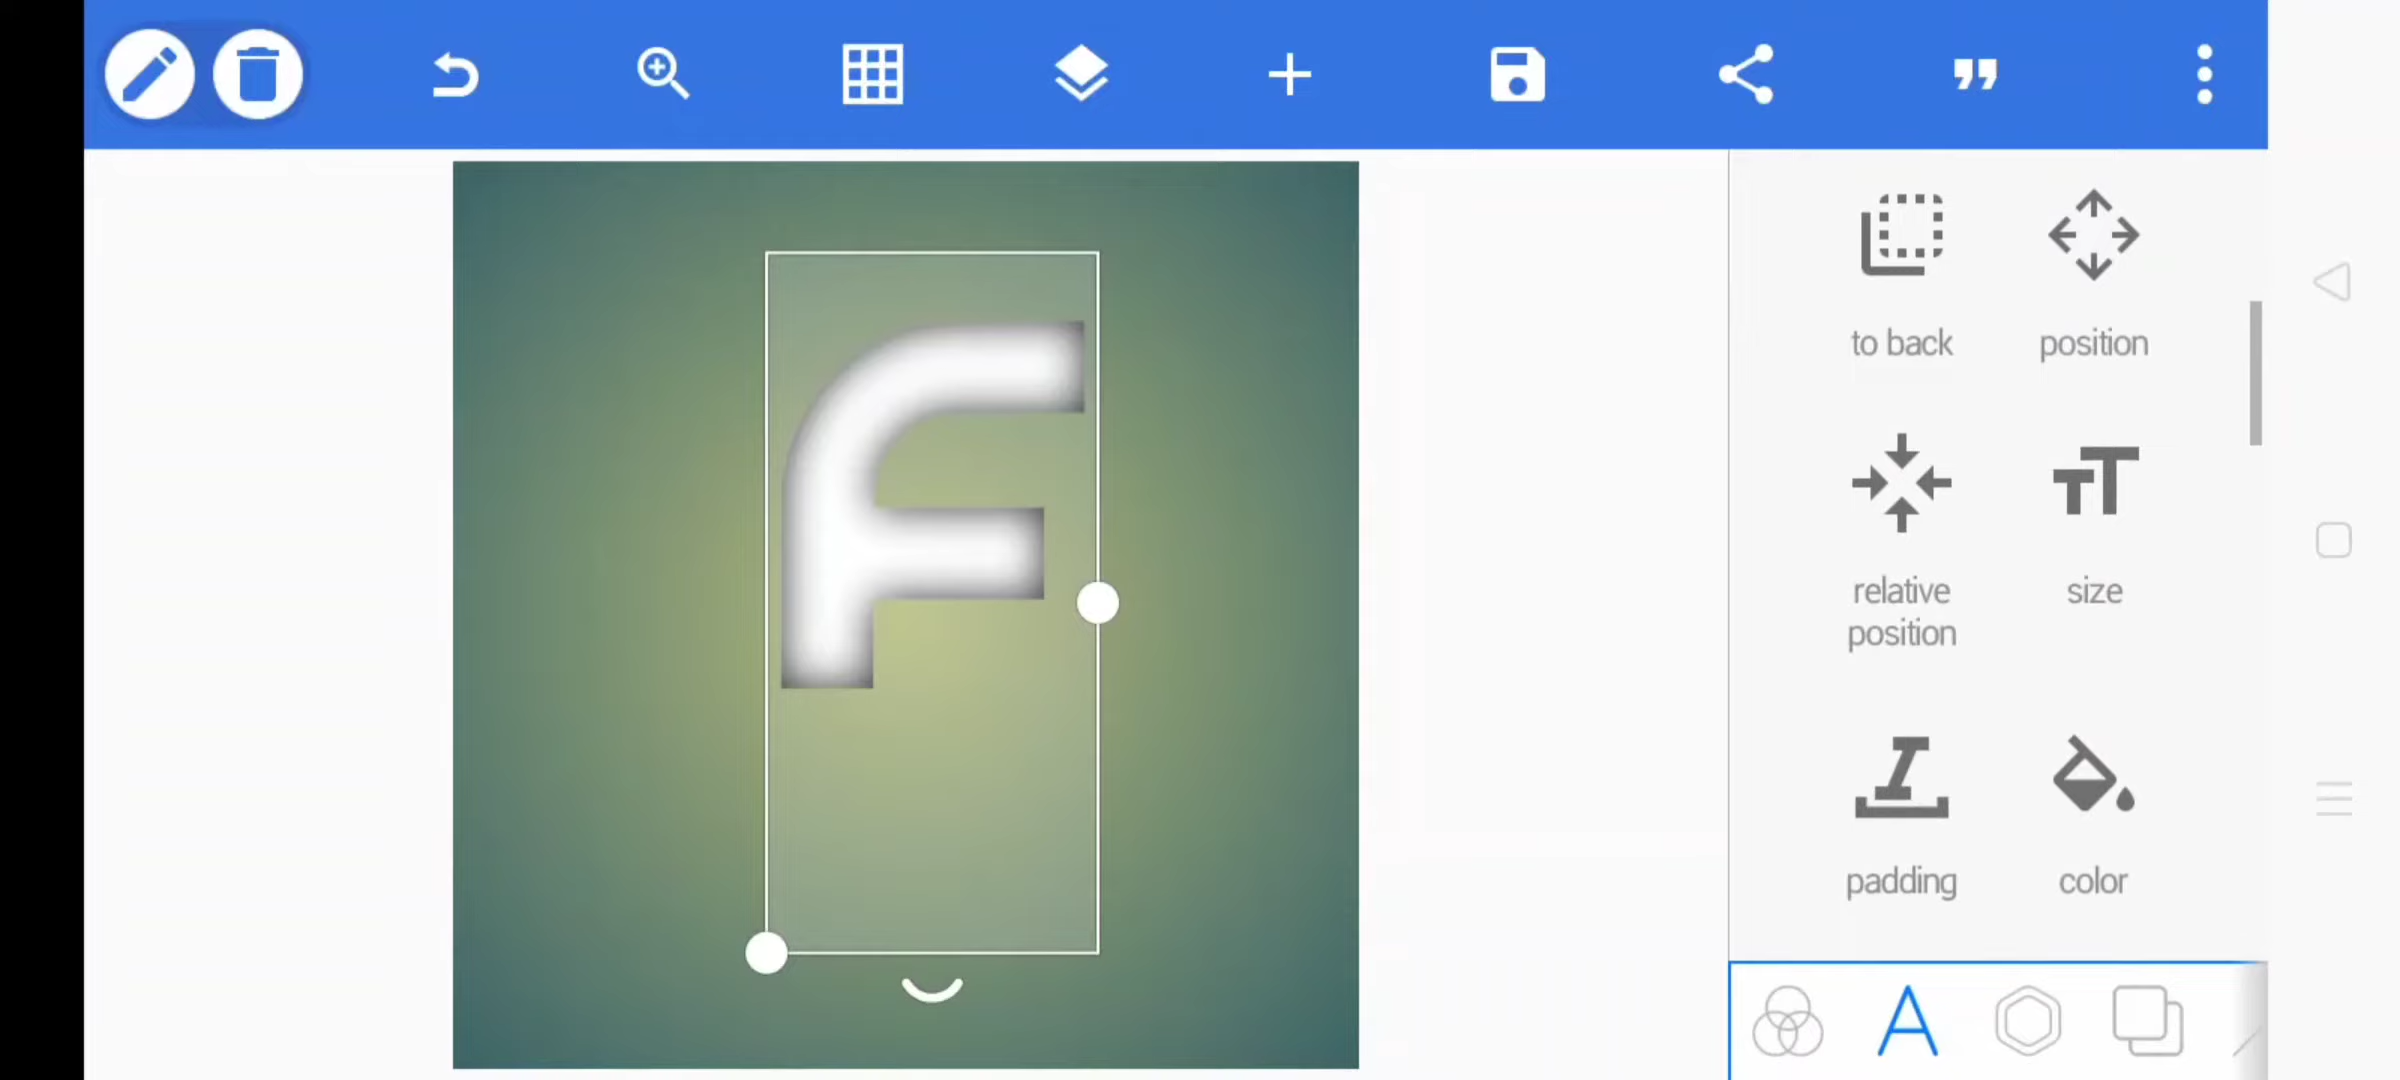 F
to back
position
relative
position
size
padding
color